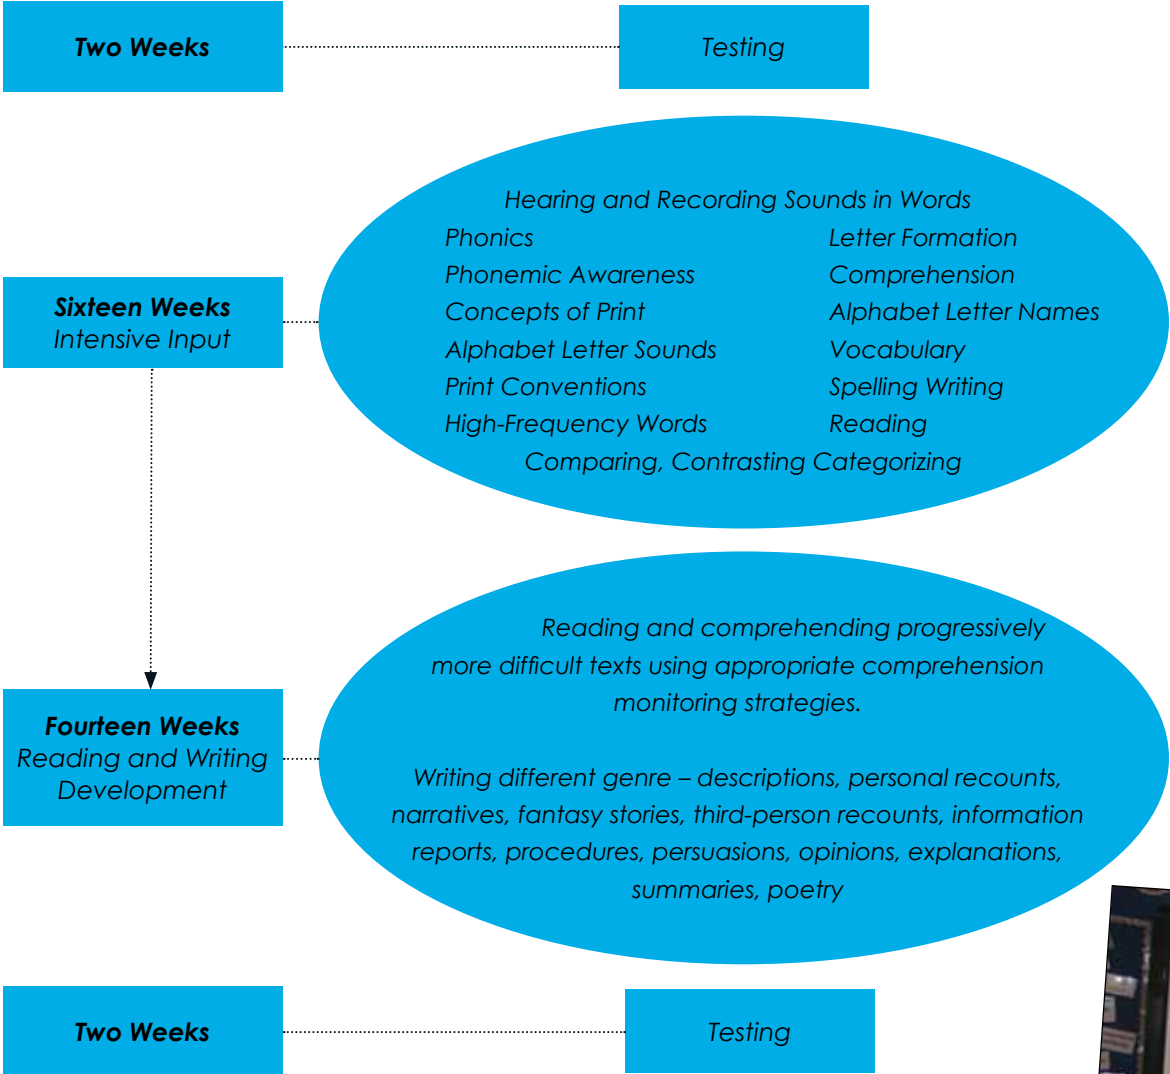 Two Weeks
Testing
Hearing and Recording Sounds in Words
Phonics
Letter Formation
Phonemic Awareness
Comprehension
Concepts of Print
Alphabet Letter Names
Alphabet Letter Sounds
Vocabulary
Print Conventions
Spelling Writing
High-Frequency Words
Reading
Comparing, Contrasting Categorizing
Sixteen Weeks
Intensive Input
Reading and comprehending progressively
more difficult texts using appropriate comprehension
monitoring strategies.
Writing different genre – descriptions, personal recounts,
narratives, fantasy stories, third-person recounts, information
reports, procedures, persuasions, opinions, explanations,
summaries, poetry
Fourteen Weeks
Reading and Writing
Development
Two Weeks
Testing